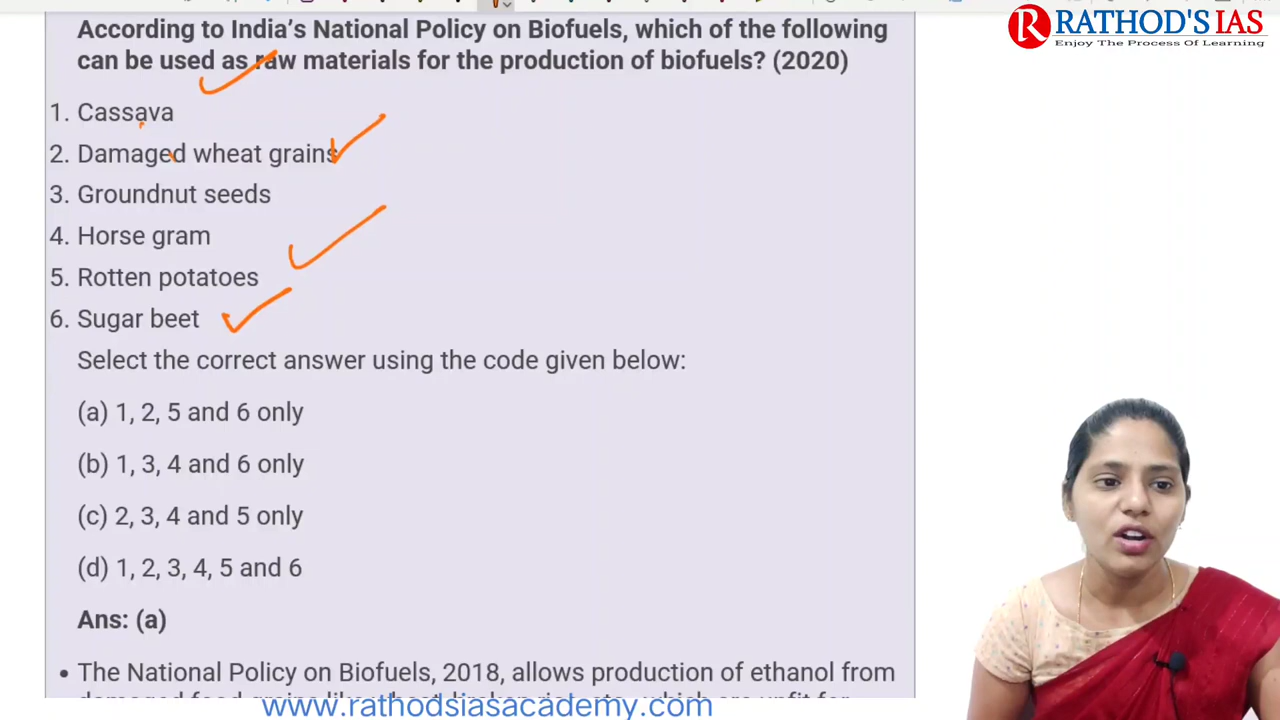 RATHOD'S IAS
Enjoy The Process Of Learning
According to India's National Policy on Biofuels, which of the following
can be used as raw materials for the production of biofuels? (2020)
1. Cassava
2. Damaged wheat grains
3. Groundnut seeds
4. Horse gram
5. Rotten potatoes
6. Sugar beet
Select the correct answer using the code given below:
(a) 1, 2, 5 and 6 only
(b) 1, 3, 4 and 6 only
(c) 2, 3, 4 and 5 only
(d) 1, 2, 3, 4, 5 and 6
Ans: (a)
• The National Policy on Biofuels, 2018, allows production of ethanol from
www.rathodsiasacademy.com